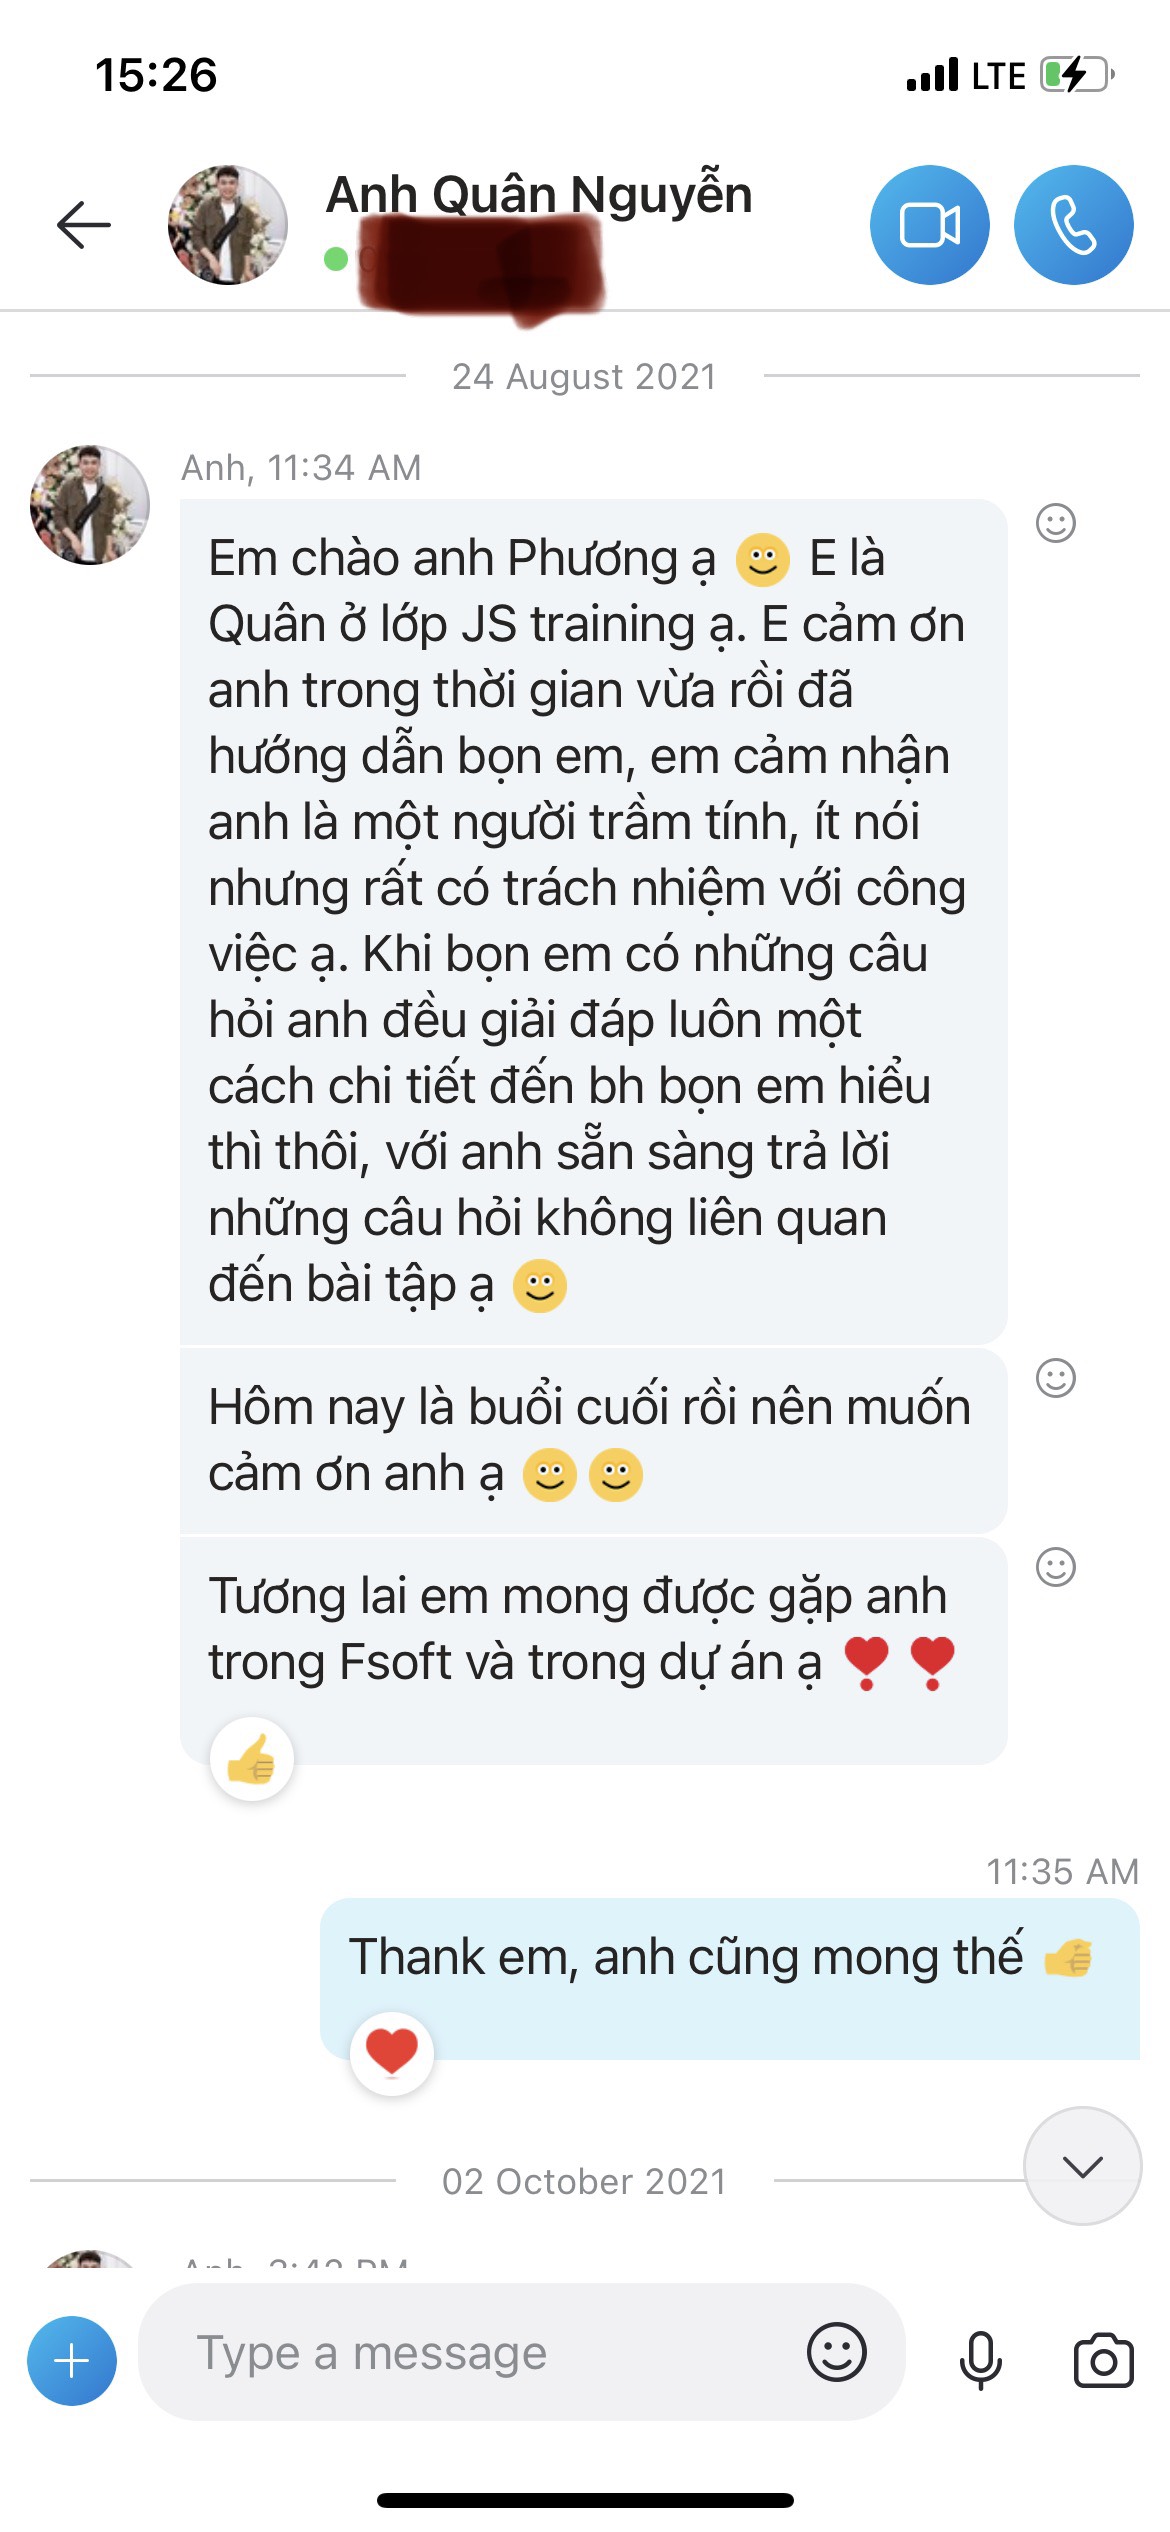 15:26
LTE
Anh Quân Nguyễn
24 August 2021
Anh, 11:34 AM
Em chào anh Phương ạ 🙂 E là
Quân ở lớp JS training ạ. E cảm ơn
anh trong thời gian vừa rồi đã
hướng dẫn bọn em, em cảm nhận
anh là một người trầm tính, ít nói
nhưng rất có trách nhiệm với công
việc ạ. Khi bọn em có những câu
hỏi anh đều giải đáp luôn một
cách chi tiết đến bh bọn em hiểu
thì thôi, với anh sẵn sàng trả lời
những câu hỏi không liên quan
đến bài tập ạ 🙂
Hôm nay là buổi cuối rồi nên muốn
cảm ơn anh ạ 🙂🙂
Tương lai em mong được gặp anh
trong Fsoft và trong dự án ạ ❣️❣️
11:35 AM
Thank em, anh cũng mong thế 👍
02 October 2021
Anh, 3:42 PM
Type a message